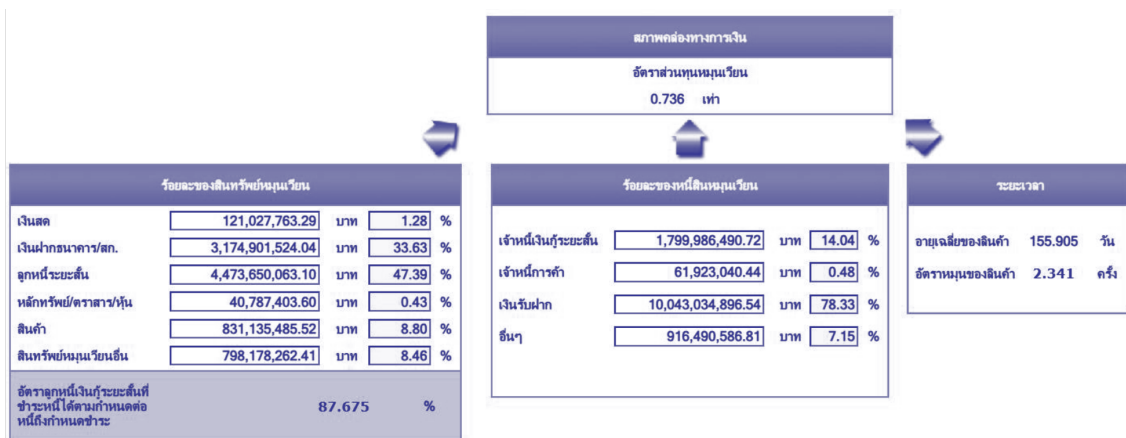 สภาพคล่องทางการเงิน
อัตราส่วนทุนหมุนเวียน
0.736 เท่า
ร้อยละของสินทรัพย์หมุนเวียน
เงินสด 121,027,763.29 บาท 1.28 %
เงินฝากธนาคาร/สก. 3,174,901,524.04 บาท 33.63 %
ลูกหนี้ระยะสั้น 4,473,650,063.10 บาท 47.39 %
หลักทรัพย์/ตราสาร/หุ้น 40,787,403.60 บาท 0.43 %
สินค้า 831,135,485.52 บาท 8.80 %
สินทรัพย์หมุนเวียนอื่น 798,178,262.41 บาท 8.46 %
อัตราลูกหนี้เงินกู้ระยะสั้นที่
ชำระหนี้ได้ตามกำหนดต่อ 87.675 %
หนี้ถึงกำหนดชำระ
ร้อยละของหนี้สินหมุนเวียน
เจ้าหนี้เงินกู้ระยะสั้น 1,799,986,490.72 บาท 14.04 %
เจ้าหนี้การค้า 61,923,040.44 บาท 0.48 %
เงินรับฝาก 10,043,034,896.54 บาท 78.33 %
อื่นๆ 916,490,586.81 บาท 7.15 %
ระยะเวลา
อายุเฉลี่ยของสินค้า 155.905 วัน
อัตราหมุนของสินค้า 2.341 ครั้ง